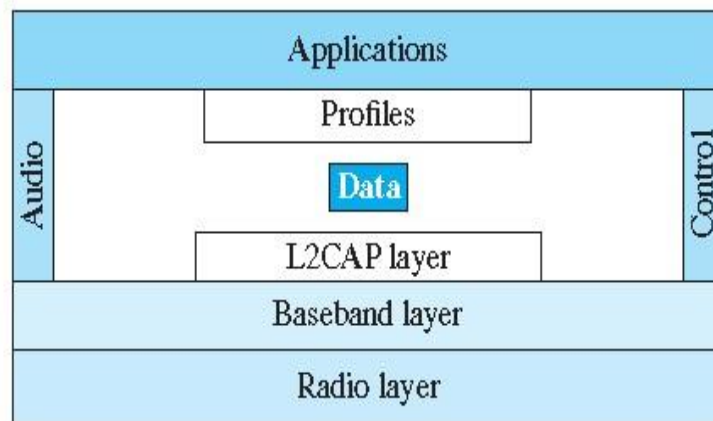 Applications
Profiles
Audio
Data
Control
L2CAP layer
Baseband layer
Radio layer